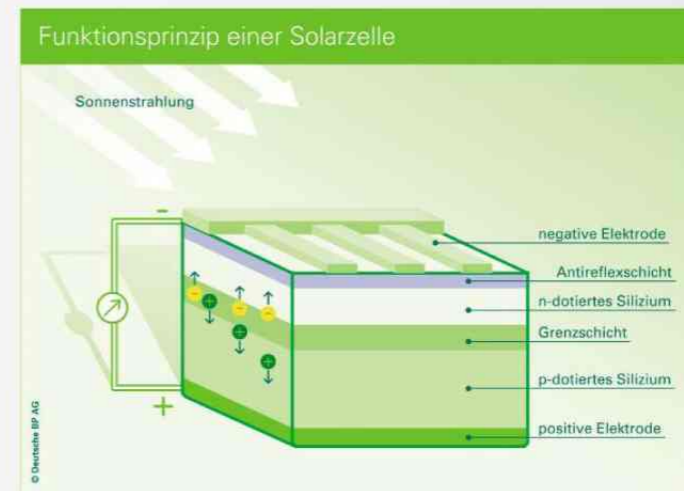 Funktionsprinzip einer Solarzelle
Sonnenstrahlung
-
negative Elektrode
Antireflexschicht
n-dotiertes Silizium
Grenzschicht
p-dotiertes Silizium
+
positive Elektrode
© Deutsche BP AG